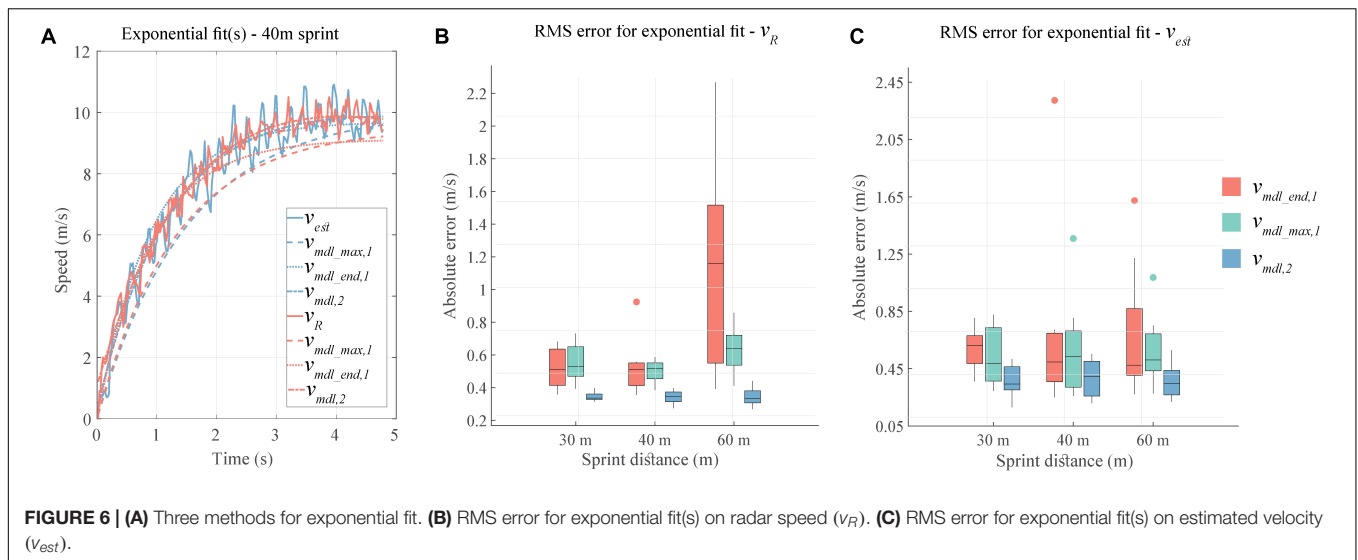 A
Exponential fit(s) - 40m sprint
12
10
8
6
4
2
0
Speed (m/s)
0 1 2 3 4 5
Time (s)
v_est
v_mdl_max,1
v_mdl_end,1
v_mdl,2
v_R
v_mdl_max,1
v_mdl_end,1
v_mdl,2
B
RMS error for exponential fit - v_R
2.2
2
1.8
1.6
1.4
1.2
1
0.8
0.6
0.4
0.2
Absolute error (m/s)
30 m 40 m 60 m
Sprint distance (m)
C
RMS error for exponential fit - v_est
2.45
2.05
1.65
1.25
0.85
0.45
0.05
Absolute error (m/s)
30 m 40 m 60 m
Sprint distance (m)
v_mdl_end,1
v_mdl_max,1
v_mdl,2
FIGURE 6 | (A) Three methods for exponential fit. (B) RMS error for exponential fit(s) on radar speed (v_R). (C) RMS error for exponential fit(s) on estimated velocity
(v_est).